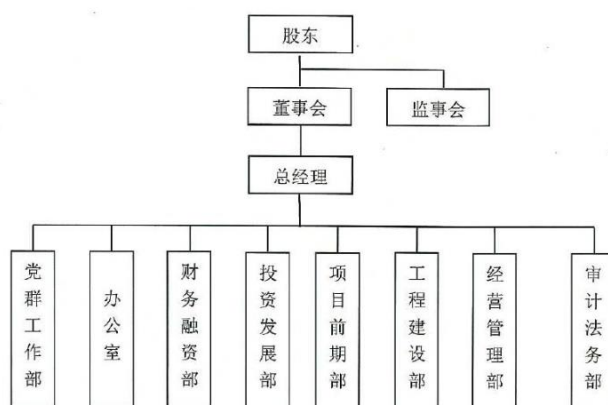 股东
董事会
监事会
总经理
党群工作部
办公室
财务融资部
投资发展部
项目前期部
工程建设部
经营管理部
审计法务部